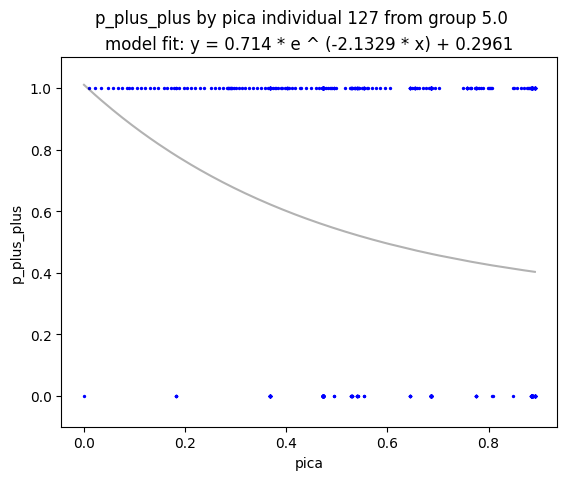 p_plus_plus by pica individual 127 from group 5.0
model fit: y = 0.714 * e ^ (-2.1329 * x) + 0.2961
p_plus_plus
1.0
0.8
0.6
0.4
0.2
0.0
0.0 0.2 0.4 0.6 0.8
pica